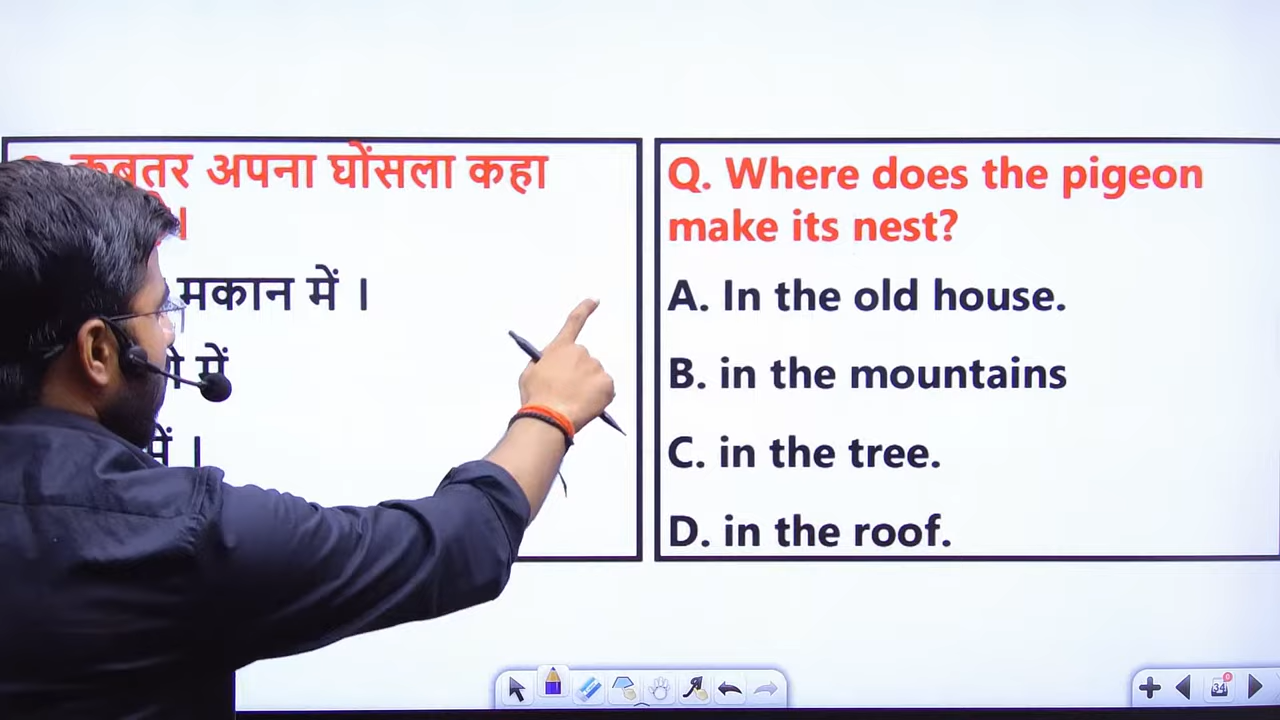 कबूतर अपना घोंसला कहा
मकान में ।
में
में ।
Q. Where does the pigeon
make its nest?
A. In the old house.
B. in the mountains
C. in the tree.
D. in the roof.
34